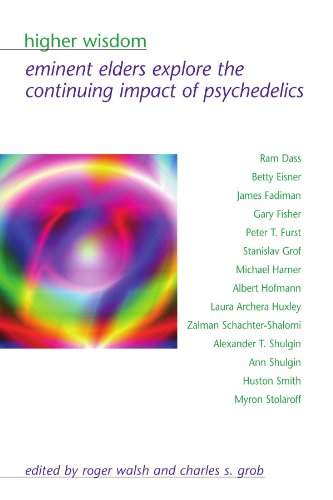 higher wisdom
eminent elders explore the
continuing impact of psychedelics
Ram Dass
Betty Eisner
James Fadiman
Gary Fisher
Peter T. Furst
Stanislav Grof
Michael Harner
Albert Hofmann
Laura Archera Huxley
Zalman Schachter-Shalomi
Alexander T. Shulgin
Ann Shulgin
Huston Smith
Myron Stolaroff
edited by roger walsh and charles s. grob